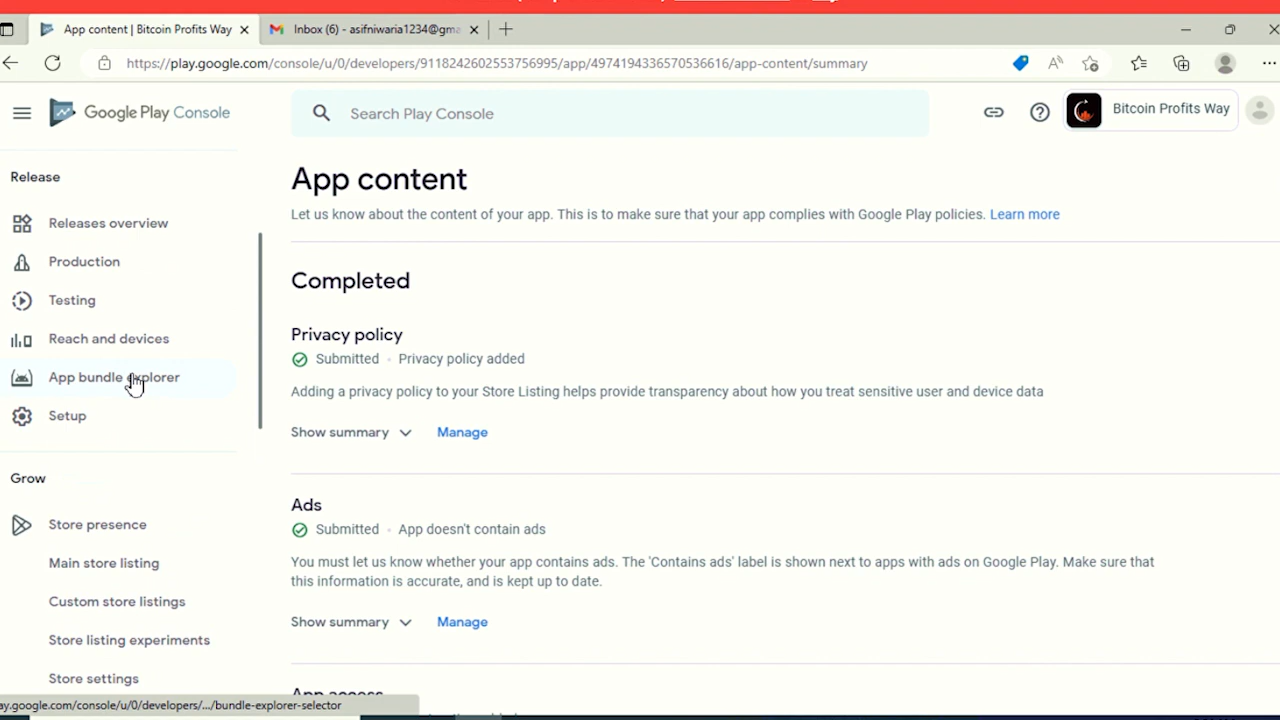 App content | Bitcoin Profits Way
Inbox (6) - asifniwaria1234@gma
https://play.google.com/console/u/0/developers/9118242602553756995/app/4974194336570536616/app-content/summary
Google Play Console
Search Play Console
Bitcoin Profits Way
Release
Releases overview
Production
Testing
Reach and devices
App bundle explorer
Setup
Grow
Store presence
Main store listing
Custom store listings
Store listing experiments
Store settings
App content
Let us know about the content of your app. This is to make sure that your app complies with Google Play policies. Learn more
Completed
Privacy policy
Submitted · Privacy policy added
Adding a privacy policy to your Store Listing helps provide transparency about how you treat sensitive user and device data
Show summary Manage
Ads
Submitted · App doesn't contain ads
You must let us know whether your app contains ads. The 'Contains ads' label is shown next to apps with ads on Google Play. Make sure that
this information is accurate, and is kept up to date.
Show summary Manage
App access
ay.google.com/console/u/0/developers/.../bundle-explorer-selector